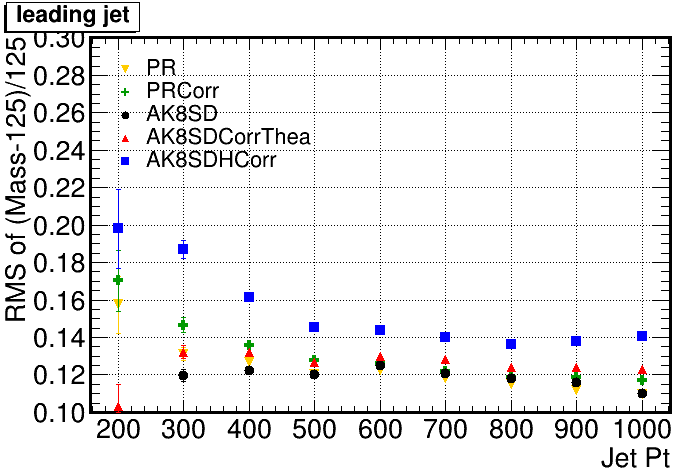 leading jet
RMS of (Mass-125)/125
0.30
0.28
0.26
0.24
0.22
0.20
0.18
0.16
0.14
0.12
0.10
PR
PRCorr
AK8SD
AK8SDCorrThea
AK8SDHCorr
200 300 400 500 600 700 800 900 1000
Jet Pt